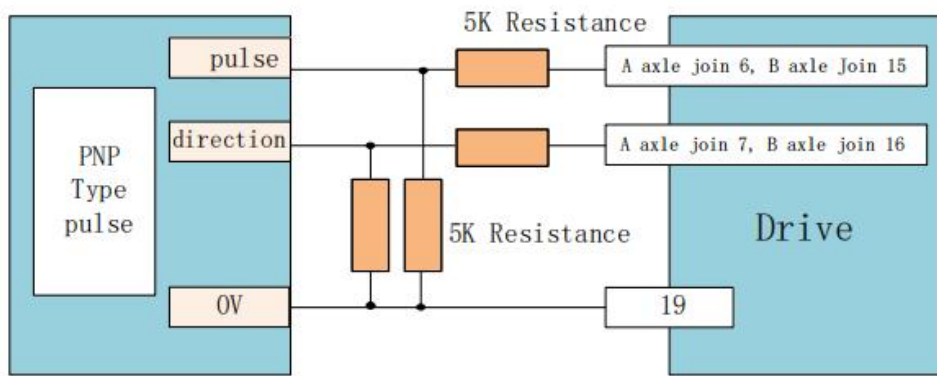 5K Resistance
pulse
A axle join 6, B axle Join 15
direction
A axle join 7, B axle join 16
PNP
Type
pulse
5K Resistance
Drive
0V
19